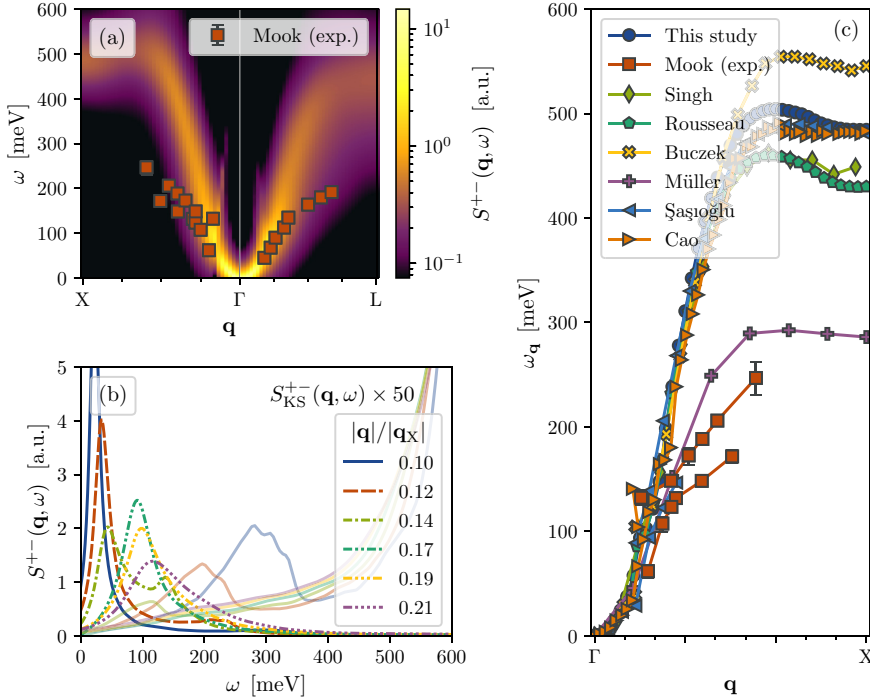 (a)
Mook (exp.)
600
500
400
300
200
100
0
ω [meV]
X
Γ
L
q
10¹
10⁰
10⁻¹
S⁺⁻(q, ω) [a.u.]
(b)
S⁺⁻_KS(q, ω) × 50
|q|/|q_X|
0.10
0.12
0.14
0.17
0.19
0.21
5
4
3
2
1
0
S⁺⁻(q, ω) [a.u.]
0
100
200
300
400
500
600
ω [meV]
(c)
This study
Mook (exp.)
Singh
Rousseau
Buczek
Müller
Şaşıoğlu
Cao
600
500
400
300
200
100
0
ω_q [meV]
Γ
X
q